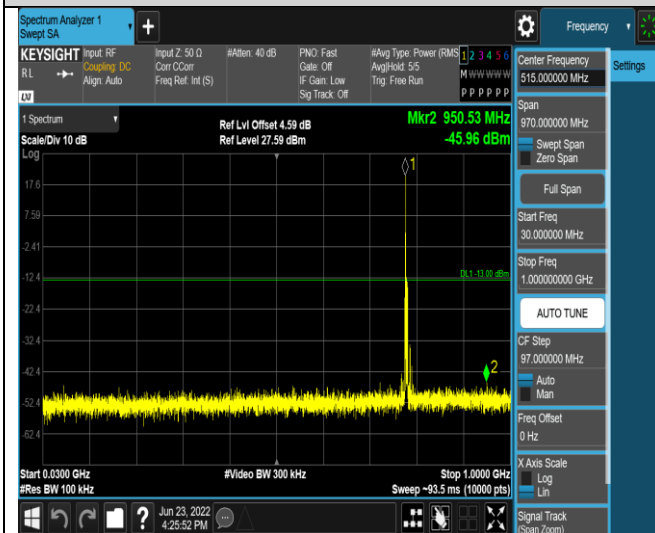 Spectrum Analyzer 1
Swept SA
+
Frequency
KEYSIGHT
RL
LXI
Input: RF
Coupling: DC
Align: Auto
Input Z: 50 Ω
Corr CCorr
Freq Ref: Int (S)
#Atten: 40 dB
PNO: Fast
Gate: Off
IF Gain: Low
Sig Track: Off
#Avg Type: Power (RMS
Avg|Hold: 5/5
Trig: Free Run
1 2 3 4 5 6
M W W W W W
P P P P P P
1 Spectrum
Scale/Div 10 dB
Log
Ref Lvl Offset 4.59 dB
Ref Level 27.59 dBm
Mkr2 950.53 MHz
-45.96 dBm
1
17.6
7.59
-2.41
-12.4
DL1 -13.00 dBm
-22.4
-32.4
-42.4
2
-52.4
-62.4
Start 0.0300 GHz
#Res BW 100 kHz
#Video BW 300 kHz
Stop 1.0000 GHz
Sweep ~93.5 ms (10000 pts)
?
Jun 23, 2022
4:25:52 PM
Center Frequency
515.000000 MHz
Span
970.000000 MHz
Swept Span
Zero Span
Full Span
Start Freq
30.000000 MHz
Stop Freq
1.000000000 GHz
AUTO TUNE
CF Step
97.000000 MHz
Auto
Man
Freq Offset
0 Hz
X Axis Scale
Log
Lin
Signal Track
(Span Zoom)
Settings